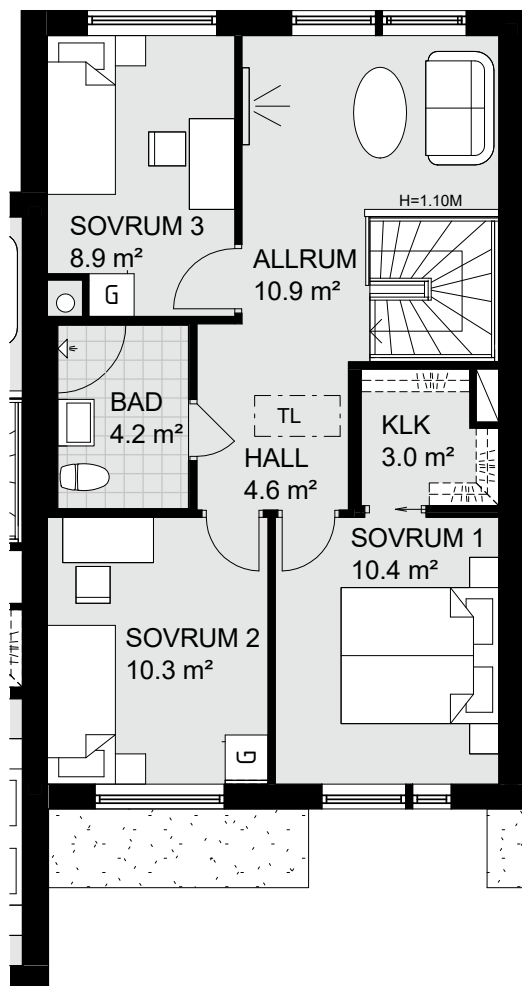 H=1.10M
SOVRUM 3
8.9 m²
ALLRUM
10.9 m²
G
BAD
4.2 m²
TL
KLK
3.0 m²
HALL
4.6 m²
SOVRUM 1
10.4 m²
SOVRUM 2
10.3 m²
G